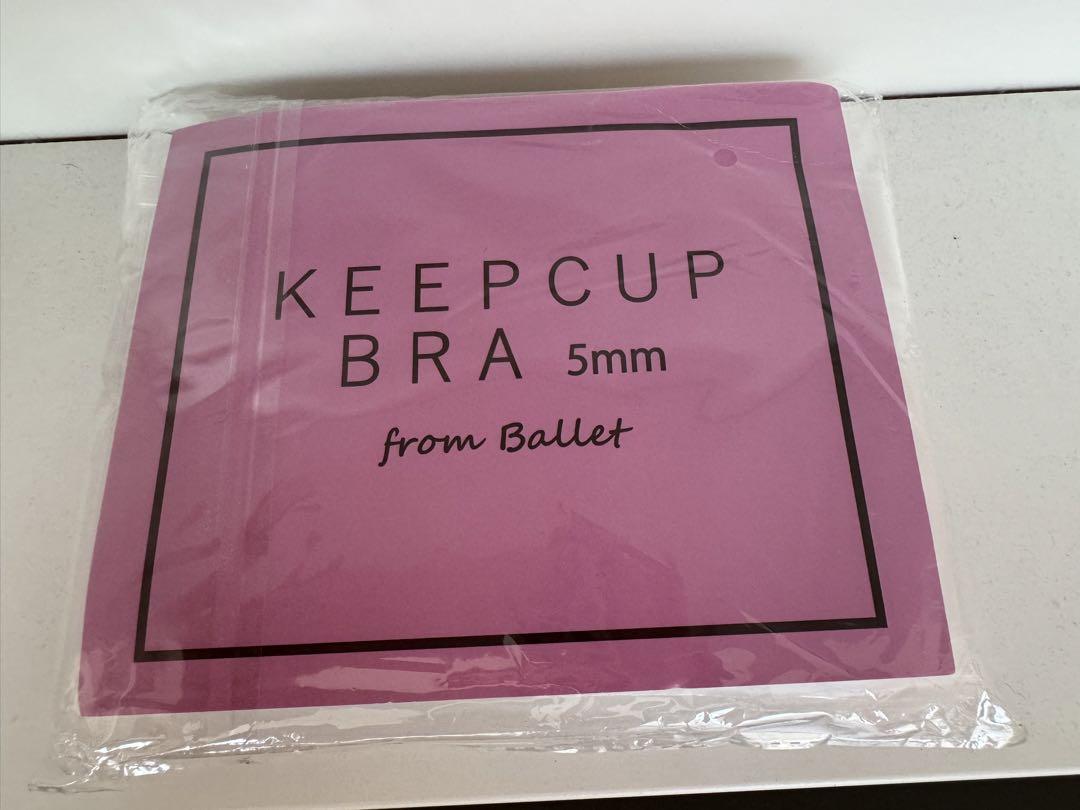 KEEPCUP
BRA 5mm
from Ballet